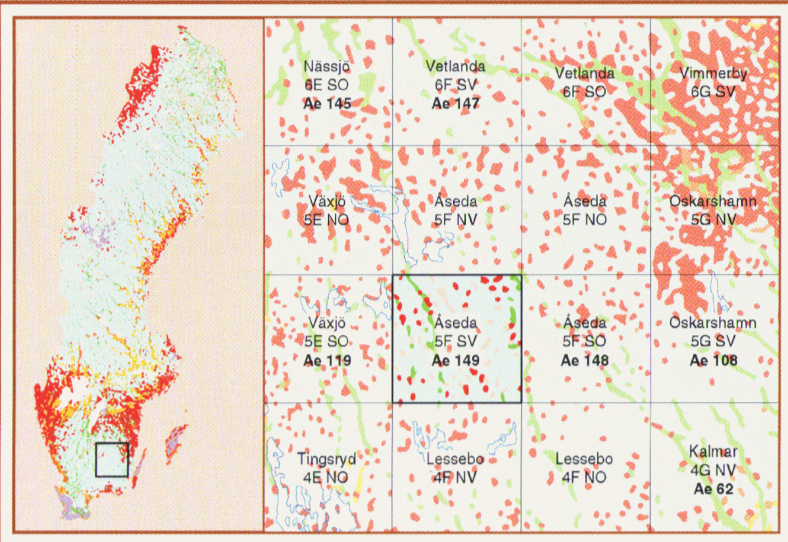 Nässjö
6E SO
Ae 145
Vetlanda
6F SV
Ae 147
Vetlanda
6F SO
Vimmerby
6G SV
Växjö
5E NO
Åseda
5F NV
Åseda
5F NO
Oskarshamn
5G NV
Växjö
5E SO
Ae 119
Åseda
5F SV
Ae 149
Åseda
5F SO
Ae 148
Oskarshamn
5G SV
Ae 108
Tingsryd
4E NO
Lessebo
4F NV
Lessebo
4F NO
Kalmar
4G NV
Ae 62